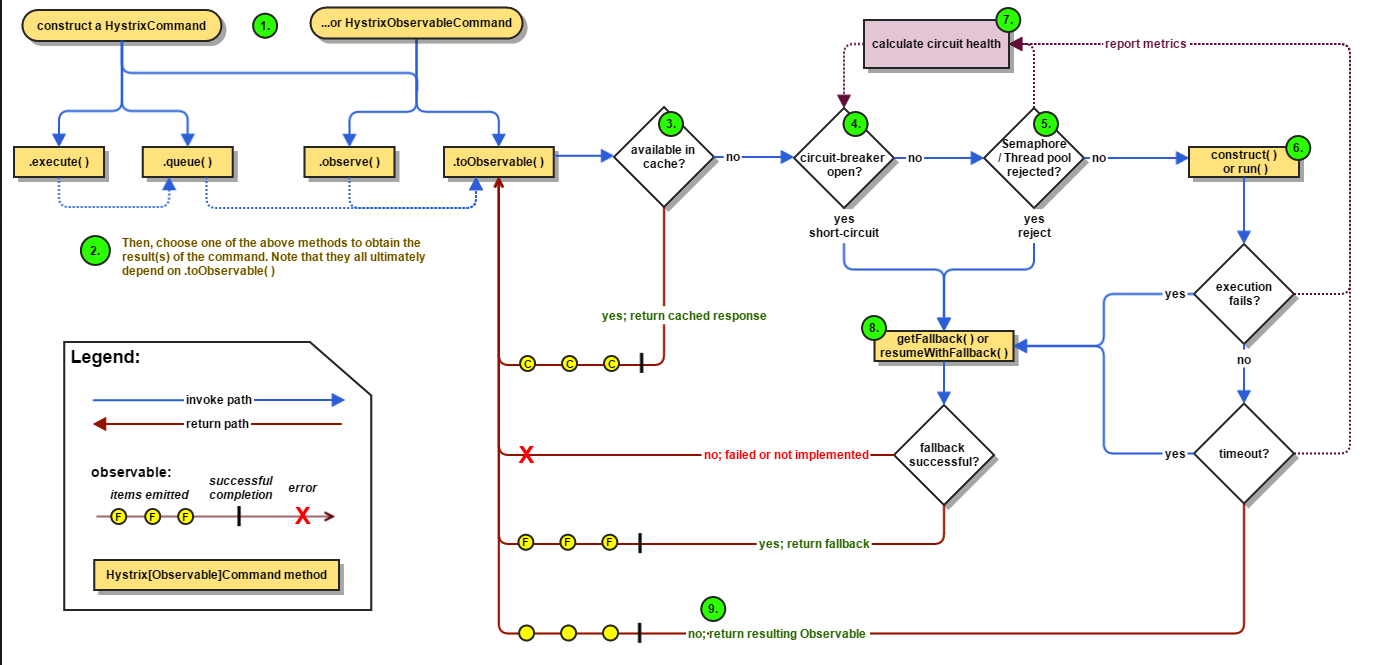 construct a HystrixCommand
1.
...or HystrixObservableCommand
7.
calculate circuit health
report metrics
.execute( )
.queue( )
.observe( )
.toObservable( )
3.
available in
cache?
no
4.
circuit-breaker
open?
no
5.
Semaphore
/ Thread pool
rejected?
no
6.
construct( )
or run( )
yes
short-circuit
yes
reject
2.
Then, choose one of the above methods to obtain the
result(s) of the command. Note that they all ultimately
depend on .toObservable( )
execution
fails?
yes
no
yes; return cached response
8.
getFallback( ) or
resumeWithFallback( )
C
C
C
Legend:
invoke path
return path
observable:
items emitted
successful
completion
error
F
F
F
X
Hystrix[Observable]Command method
X
no; failed or not implemented
fallback
successful?
yes
timeout?
F
F
F
yes; return fallback
9.
no; return resulting Observable